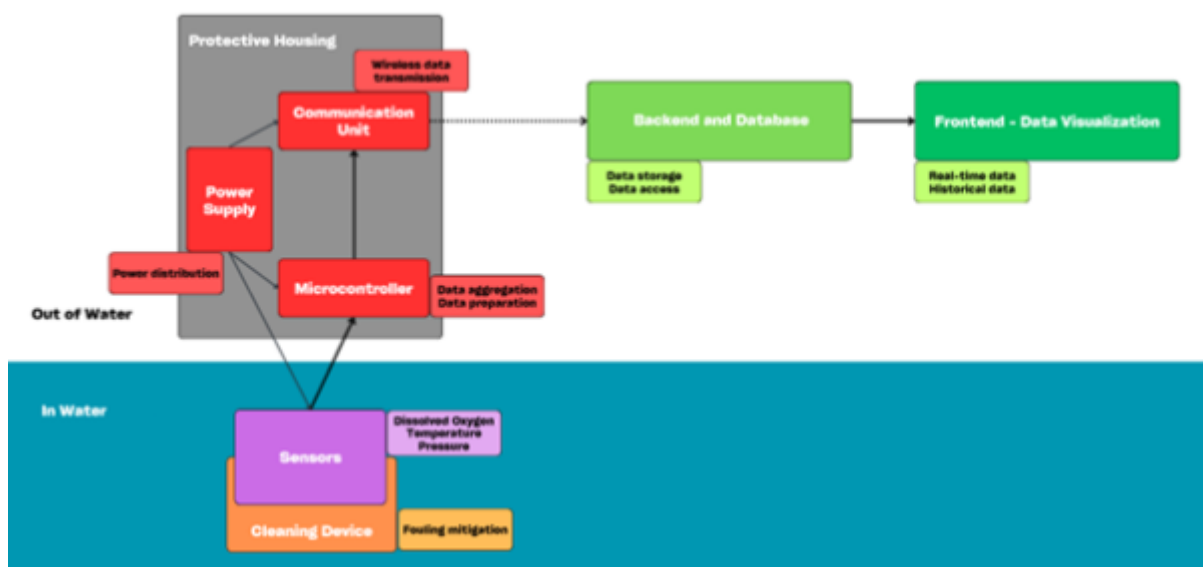 Protective Housing
Wireless data
transmission
Communication
Unit
Backend and Database
Frontend - Data Visualization
Data storage
Data access
Real-time data
Historical data
Power
Supply
Power distribution
Microcontroller
Data aggregation
Data preparation
Out of Water
In Water
Dissolved Oxygen
Temperature
Pressure
Sensors
Cleaning Device
Fouling mitigation